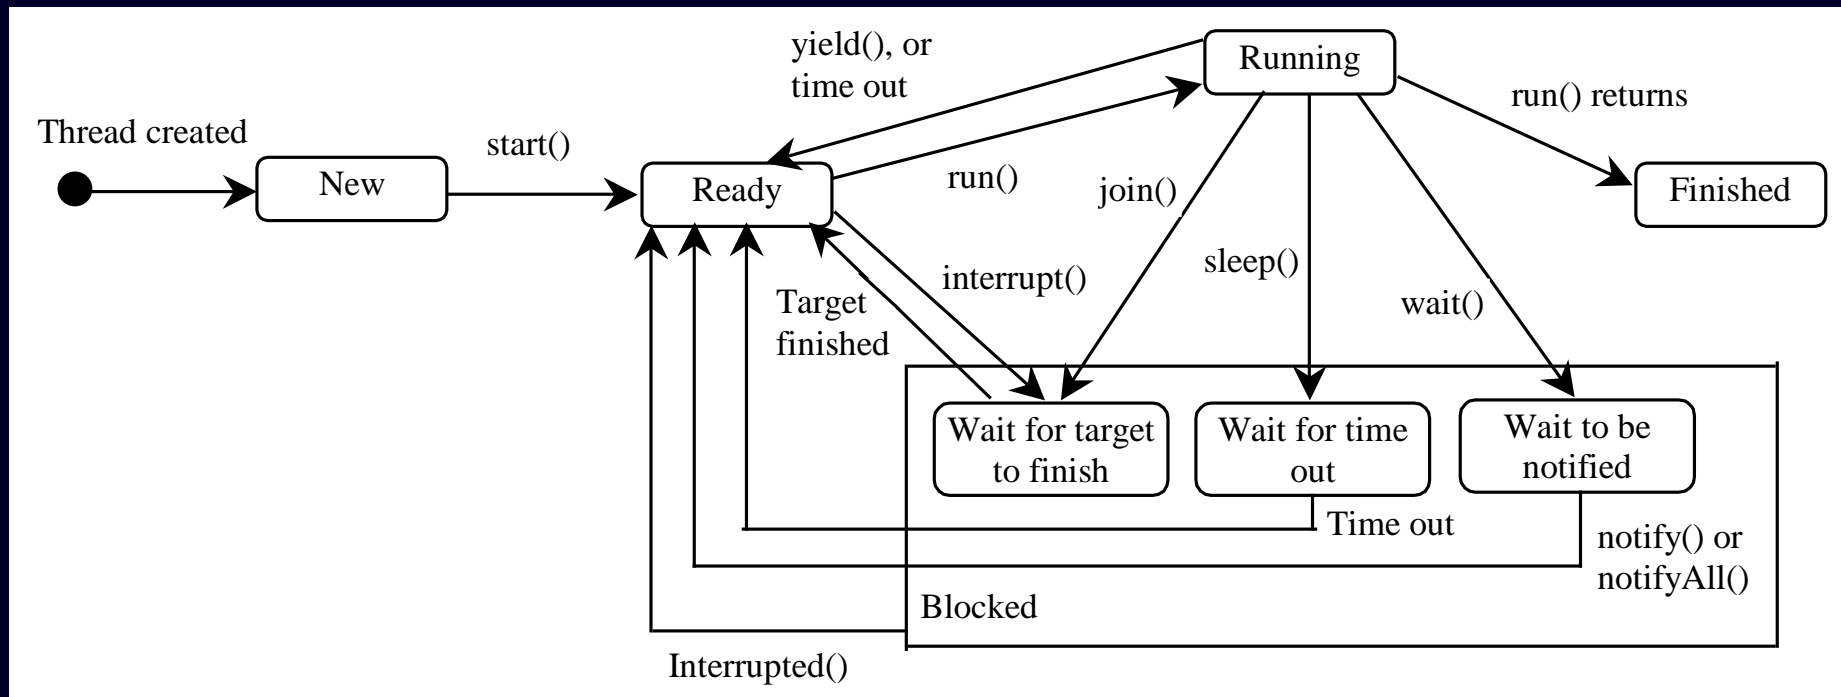 yield(), or
time out
Running
run() returns
Thread created
start()
New
Ready
run()
join()
Finished
interrupt()
sleep()
wait()
Target
finished
Wait for target
to finish
Wait for time
out
Wait to be
notified
Time out
notify() or
notifyAll()
Blocked
Interrupted()